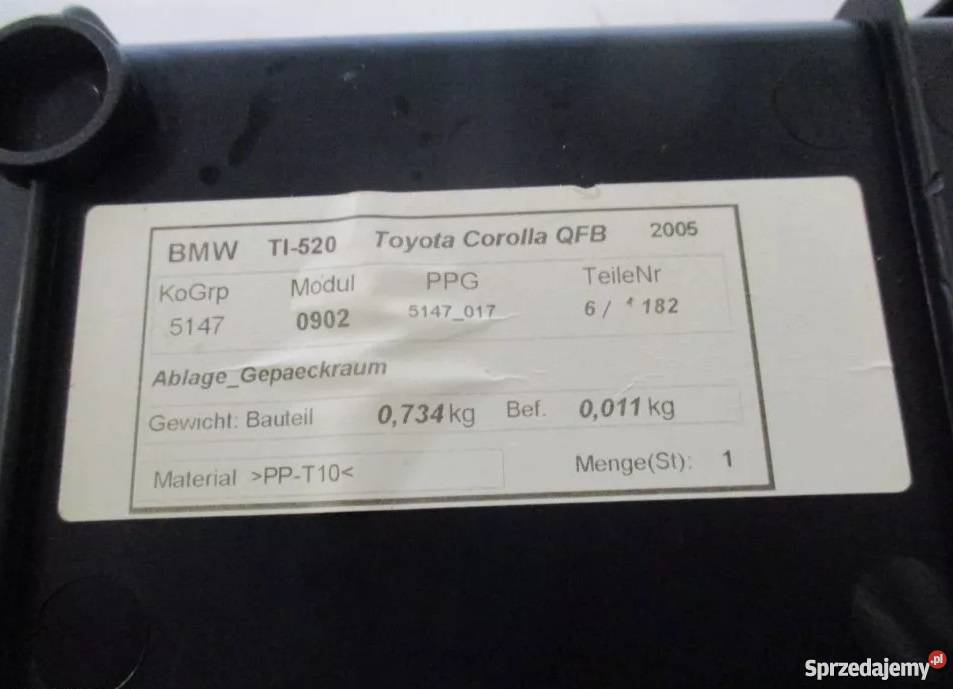 BMW TI-520 Toyota Corolla QFB 2005
KoGrp Modul PPG TeileNr
5147 0902 5147_017 6 / 182
Ablage_Gepaeckraum
Gewicht: Bauteil 0,734 kg Bef. 0,011 kg
Material >PP-T10< Menge(St): 1
Sprzedajemy.pl